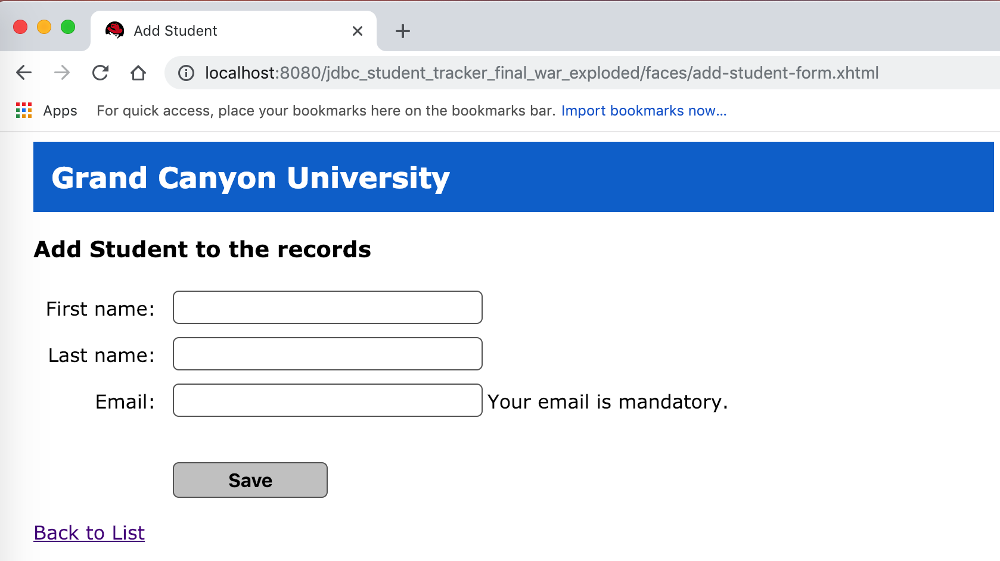 Add Student
localhost:8080/jdbc_student_tracker_final_war_exploded/faces/add-student-form.xhtml
Apps For quick access, place your bookmarks here on the bookmarks bar. Import bookmarks now...
Grand Canyon University
Add Student to the records
First name:
Last name:
Email: Your email is mandatory.
Save
Back to List